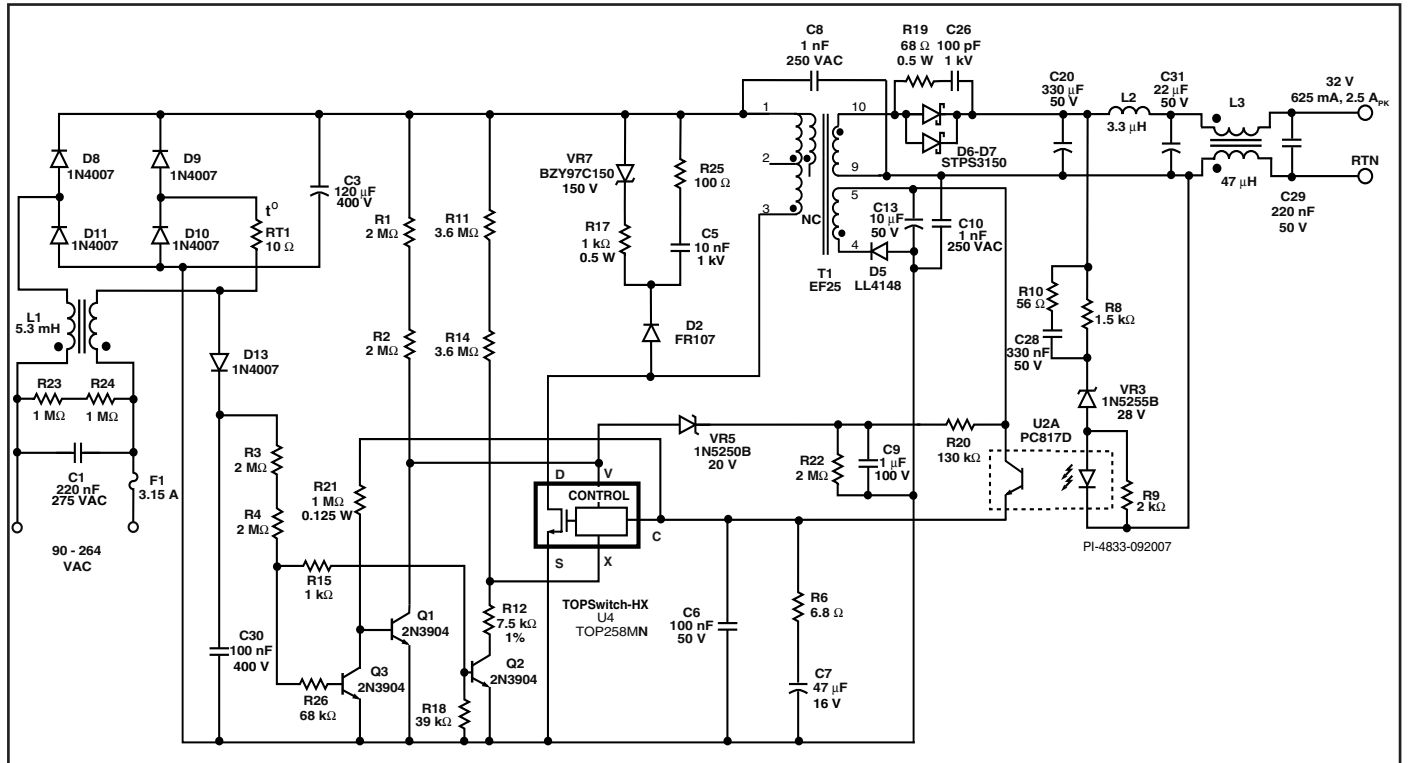 C8
1 nF
250 VAC
R19
68 Ω
0.5 W
C26
100 pF
1 kV
C20
330 μF
50 V
C31
22 μF
50 V
L2
3.3 μH
L3
47 μH
32 V
625 mA, 2.5 APK
RTN
C29
220 nF
50 V
D6-D7
STPS3150
1
2
3
10
9
5
4
NC
T1
EF25
D8
1N4007
D9
1N4007
D11
1N4007
D10
1N4007
C3
120 μF
400 V
tO
RT1
10 Ω
R1
2 MΩ
R11
3.6 MΩ
VR7
BZY97C150
150 V
R25
100 Ω
R17
1 kΩ
0.5 W
C5
10 nF
1 kV
C13
10 μF
50 V
C10
1 nF
250 VAC
D5
LL4148
L1
5.3 mH
D13
1N4007
R2
2 MΩ
R14
3.6 MΩ
D2
FR107
R10
56 Ω
R8
1.5 kΩ
C28
330 nF
50 V
VR3
1N5255B
28 V
R23
1 MΩ
R24
1 MΩ
C1
220 nF
275 VAC
F1
3.15 A
90 - 264
VAC
R3
2 MΩ
R4
2 MΩ
R21
1 MΩ
0.125 W
VR5
1N5250B
20 V
R22
2 MΩ
C9
1 μF
100 V
R20
130 kΩ
U2A
PC817D
R9
2 kΩ
PI-4833-092007
D
V
CONTROL
C
S
X
TOPSwitch-HX
U4
TOP258MN
R15
1 kΩ
R12
7.5 kΩ
1%
Q1
2N3904
Q2
2N3904
Q3
2N3904
C30
100 nF
400 V
R26
68 kΩ
R18
39 kΩ
C6
100 nF
50 V
R6
6.8 Ω
C7
47 μF
16 V